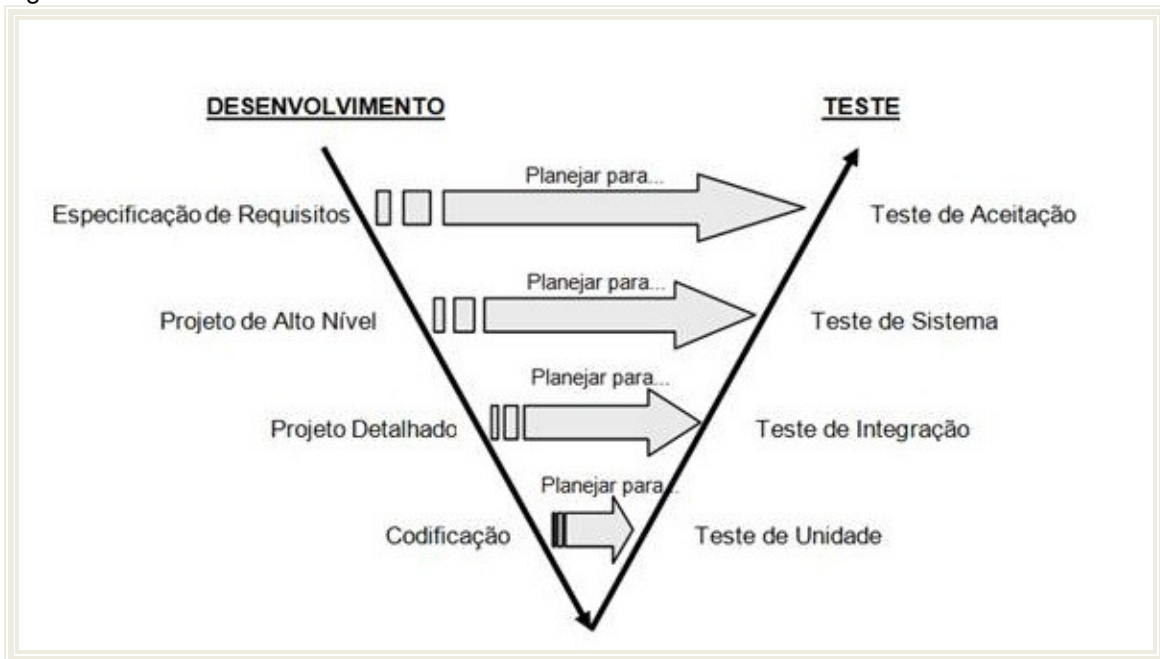 DESENVOLVIMENTO
TESTE
Planejar para...
Especificação de Requisitos
Teste de Aceitação
Planejar para...
Projeto de Alto Nível
Teste de Sistema
Planejar para...
Projeto Detalhado
Teste de Integração
Planejar para...
Codificação
Teste de Unidade